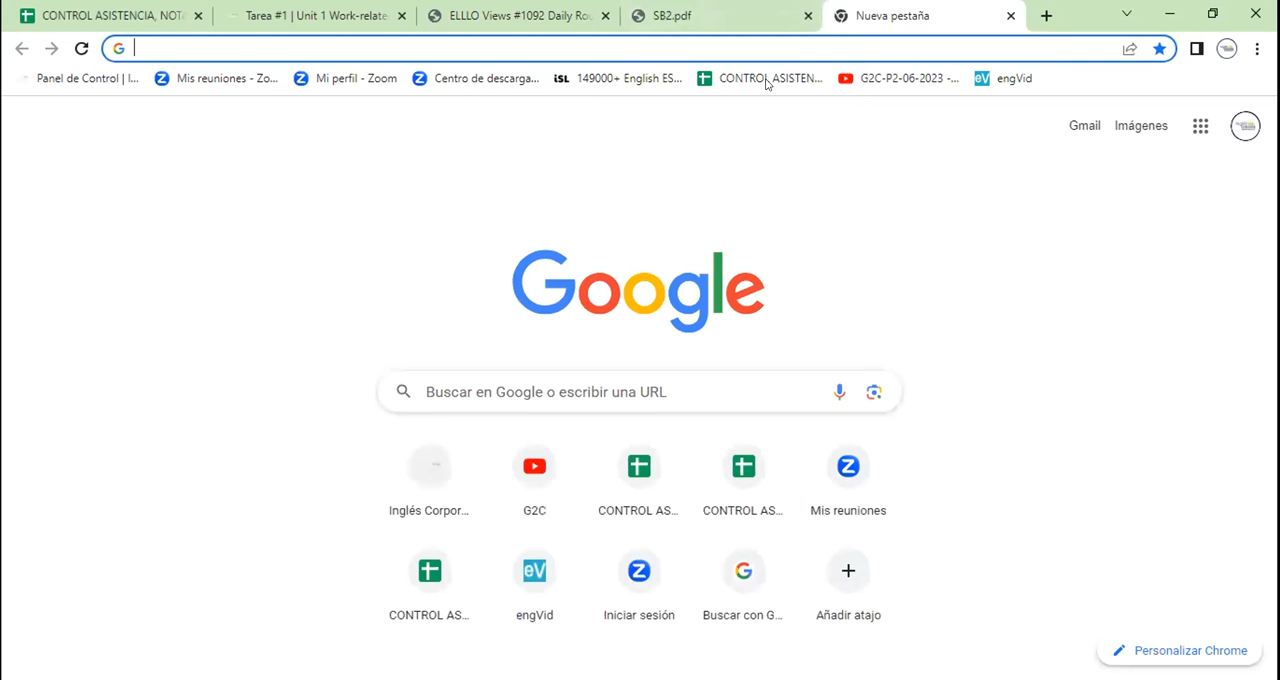 CONTROL ASISTENCIA, NOT
Tarea #1 | Unit 1 Work-relate
ELLLO Views #1092 Daily Ro
SB2.pdf
Nueva pestaña
Panel de Control | I...
Mis reuniones - Zo...
Mi perfil - Zoom
Centro de descarga...
iSL 149000+ English ES...
CONTROL ASISTEN...
G2C-P2-06-2023 -...
eV engVid
Gmail
Imágenes
Google
Buscar en Google o escribir una URL
Inglés Corpor...
G2C
CONTROL AS...
CONTROL AS...
Mis reuniones
CONTROL AS...
eV
engVid
Iniciar sesión
Buscar con G...
Añadir atajo
Personalizar Chrome